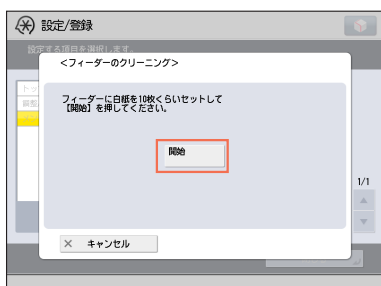 設定/登録
設定する項目を選択します。
<フィーダーのクリーニング>
フィーダーに白紙を10枚くらいセットして
【開始】を押してください。
開始
1/1
× キャンセル